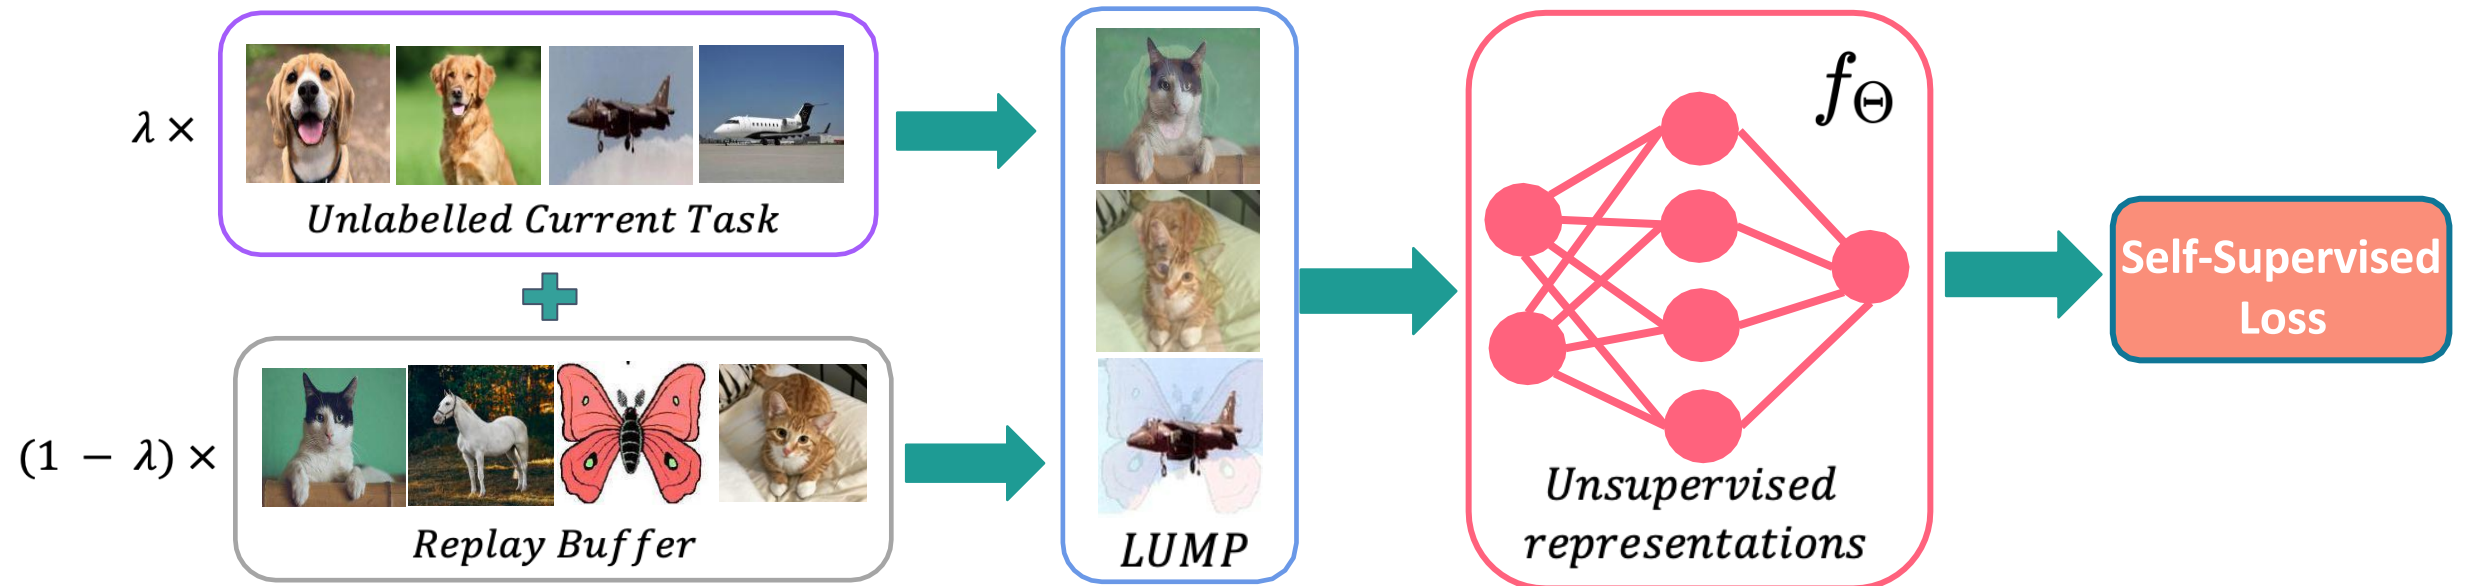 λ ×
Unlabelled Current Task
(1 − λ) ×
Replay Buffer
LUMP
f_Θ
Unsupervised
representations
Self-Supervised
Loss